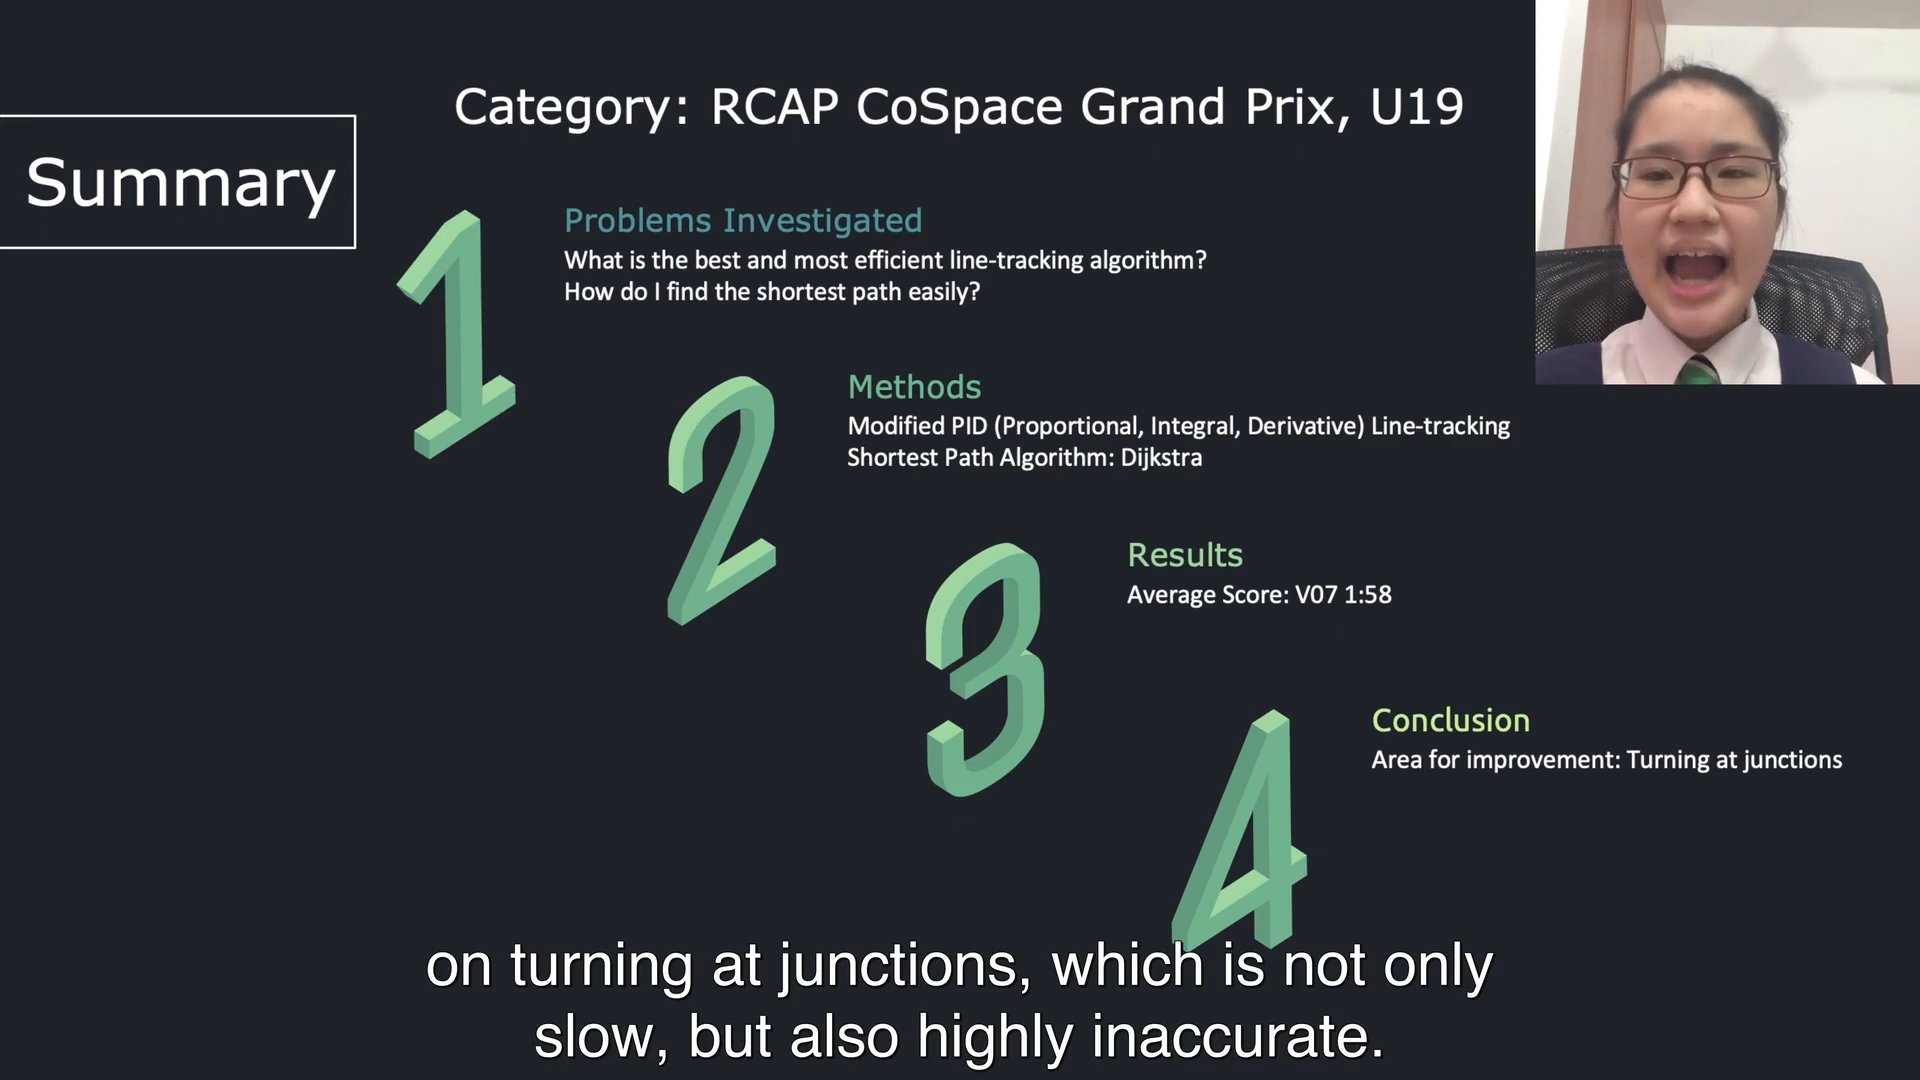 Category: RCAP CoSpace Grand Prix, U19
Summary
1
Problems Investigated
What is the best and most efficient line-tracking algorithm?
How do I find the shortest path easily?
2
Methods
Modified PID (Proportional, Integral, Derivative) Line-tracking
Shortest Path Algorithm: Dijkstra
3
Results
Average Score: V07 1:58
4
Conclusion
Area for improvement: Turning at junctions
on turning at junctions, which is not only
slow, but also highly inaccurate.